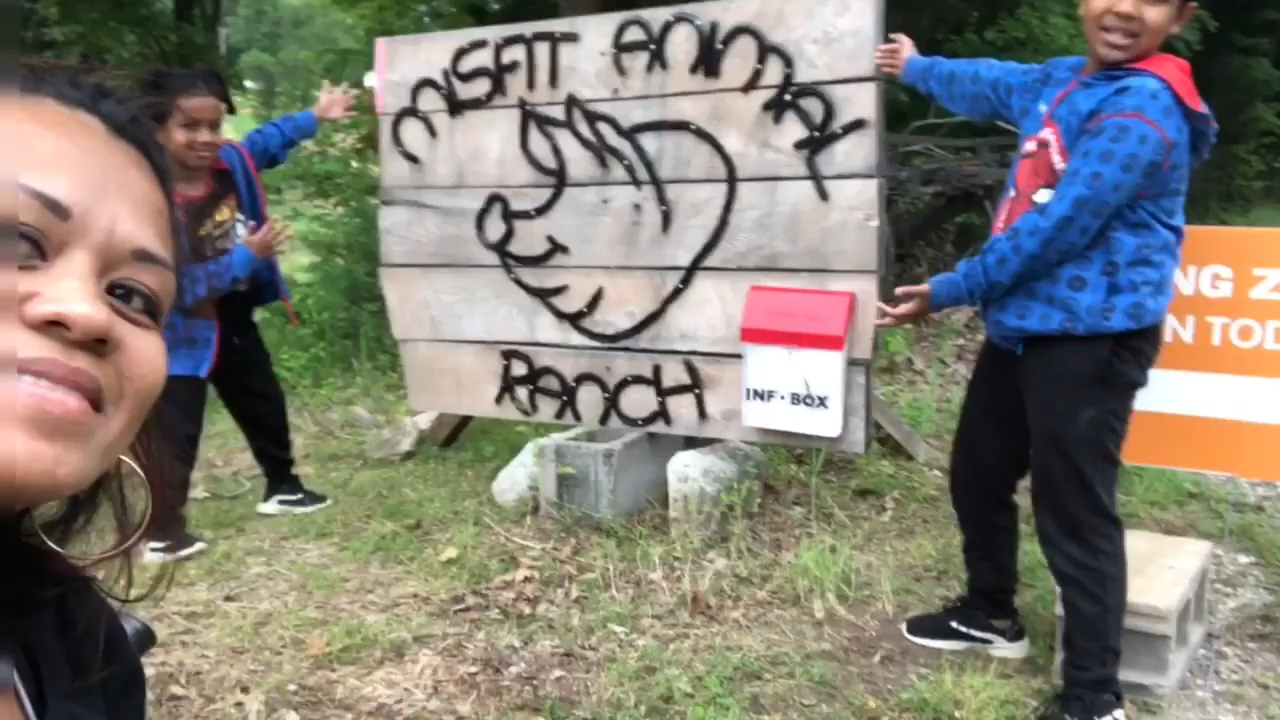 MISFIT ANIMAL
RANCH
INF•BOX
NG Z
N TOD